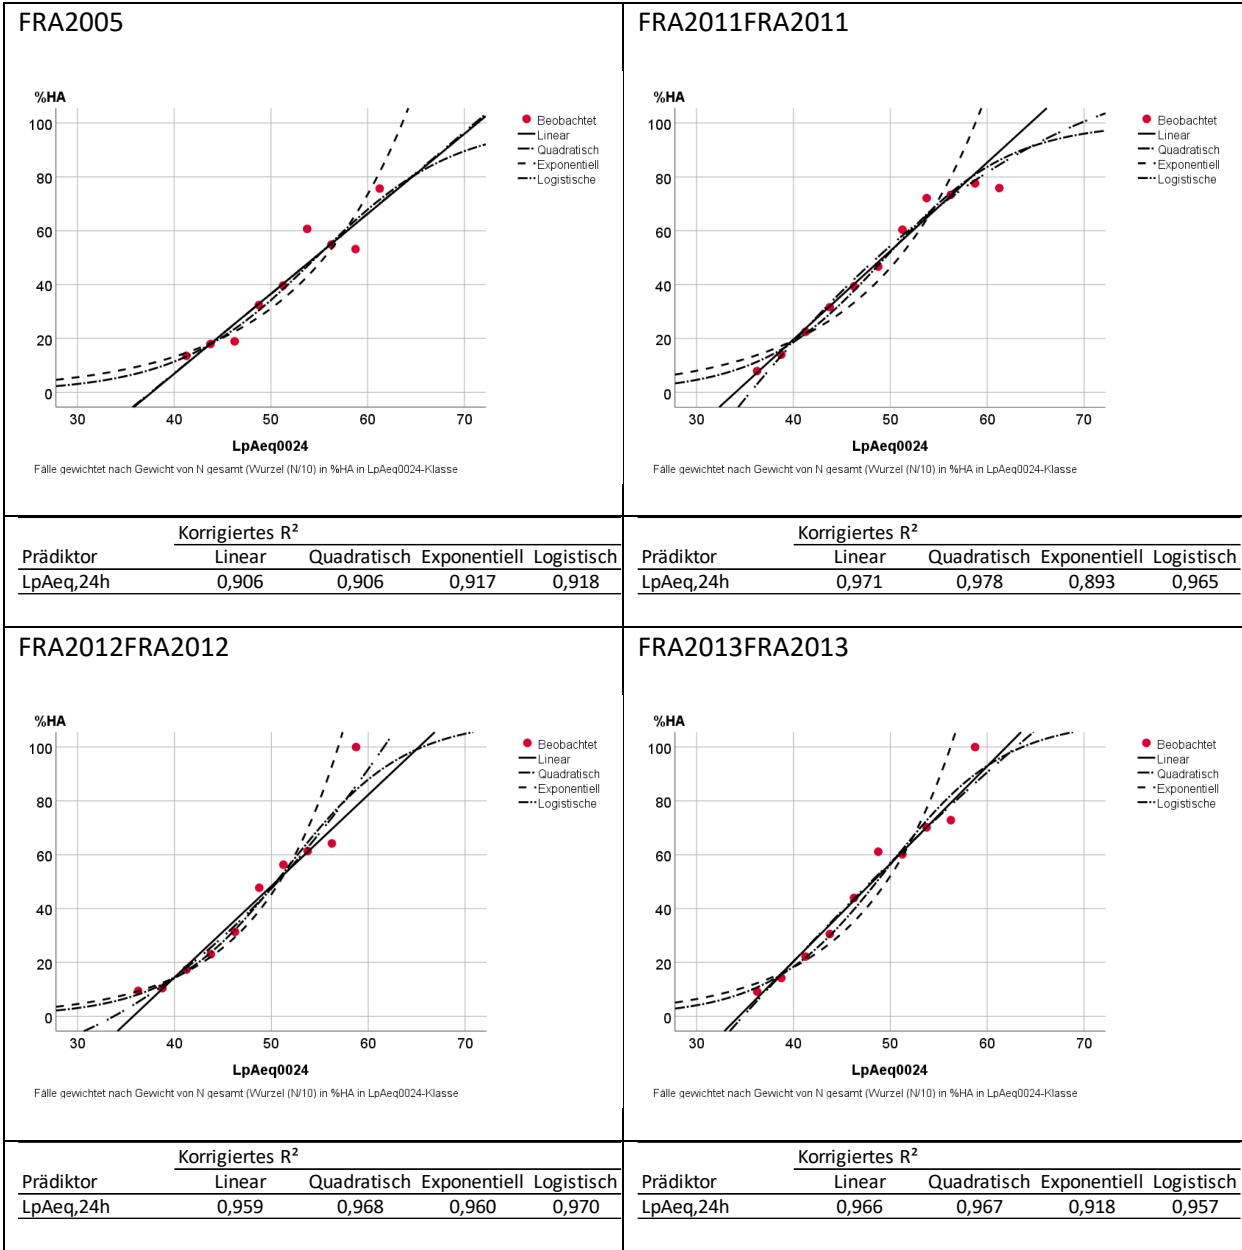 FRA2005
%HA
100
80
60
40
20
0
30 40 50 60 70
LpAeq0024
Beobachtet
Linear
Quadratisch
Exponentiell
Logistische
Fälle gewichtet nach Gewicht von N gesamt (Wurzel (N/10) in %HA in LpAeq0024-Klasse
Korrigiertes R²
Prädiktor Linear Quadratisch Exponentiell Logistisch
LpAeq,24h 0,906 0,906 0,917 0,918
FRA2011FRA2011
%HA
100
80
60
40
20
0
30 40 50 60 70
LpAeq0024
Beobachtet
Linear
Quadratisch
Exponentiell
Logistische
Fälle gewichtet nach Gewicht von N gesamt (Wurzel (N/10) in %HA in LpAeq0024-Klasse
Korrigiertes R²
Prädiktor Linear Quadratisch Exponentiell Logistisch
LpAeq,24h 0,971 0,978 0,893 0,965
FRA2012FRA2012
%HA
100
80
60
40
20
0
30 40 50 60 70
LpAeq0024
Beobachtet
Linear
Quadratisch
Exponentiell
Logistische
Fälle gewichtet nach Gewicht von N gesamt (Wurzel (N/10) in %HA in LpAeq0024-Klasse
Korrigiertes R²
Prädiktor Linear Quadratisch Exponentiell Logistisch
LpAeq,24h 0,959 0,968 0,960 0,970
FRA2013FRA2013
%HA
100
80
60
40
20
0
30 40 50 60 70
LpAeq0024
Beobachtet
Linear
Quadratisch
Exponentiell
Logistische
Fälle gewichtet nach Gewicht von N gesamt (Wurzel (N/10) in %HA in LpAeq0024-Klasse
Korrigiertes R²
Prädiktor Linear Quadratisch Exponentiell Logistisch
LpAeq,24h 0,966 0,967 0,918 0,957